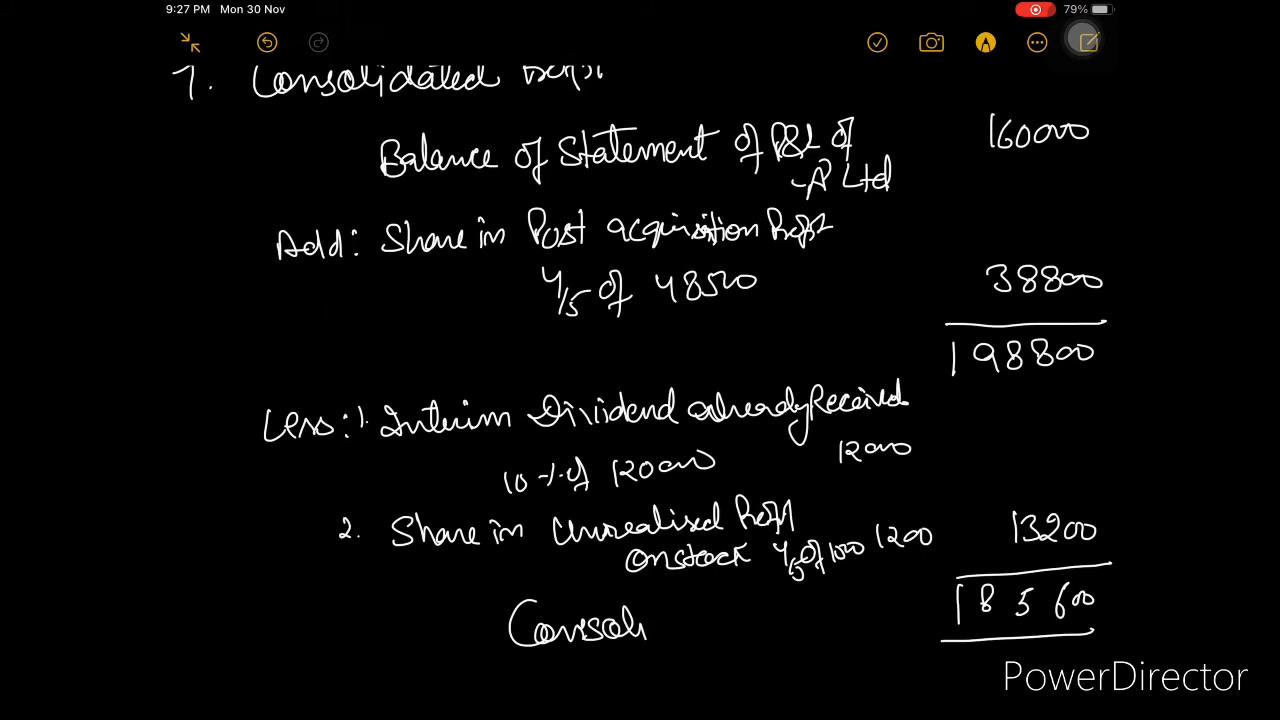 9:27 PM Mon 30 Nov 79%
7. Consolidated
Balance of Statement of P&L of 160000
A Ltd
Add: Share in Post acquisition Profit
4/5 of 48500 38800
198800
Less: 1. Interim Dividend already Received
10 % of 120000 12000
2. Share in Unrealised Profit
on stock 4/5 of 1500 1200 13200
185600
Consoli
PowerDirector